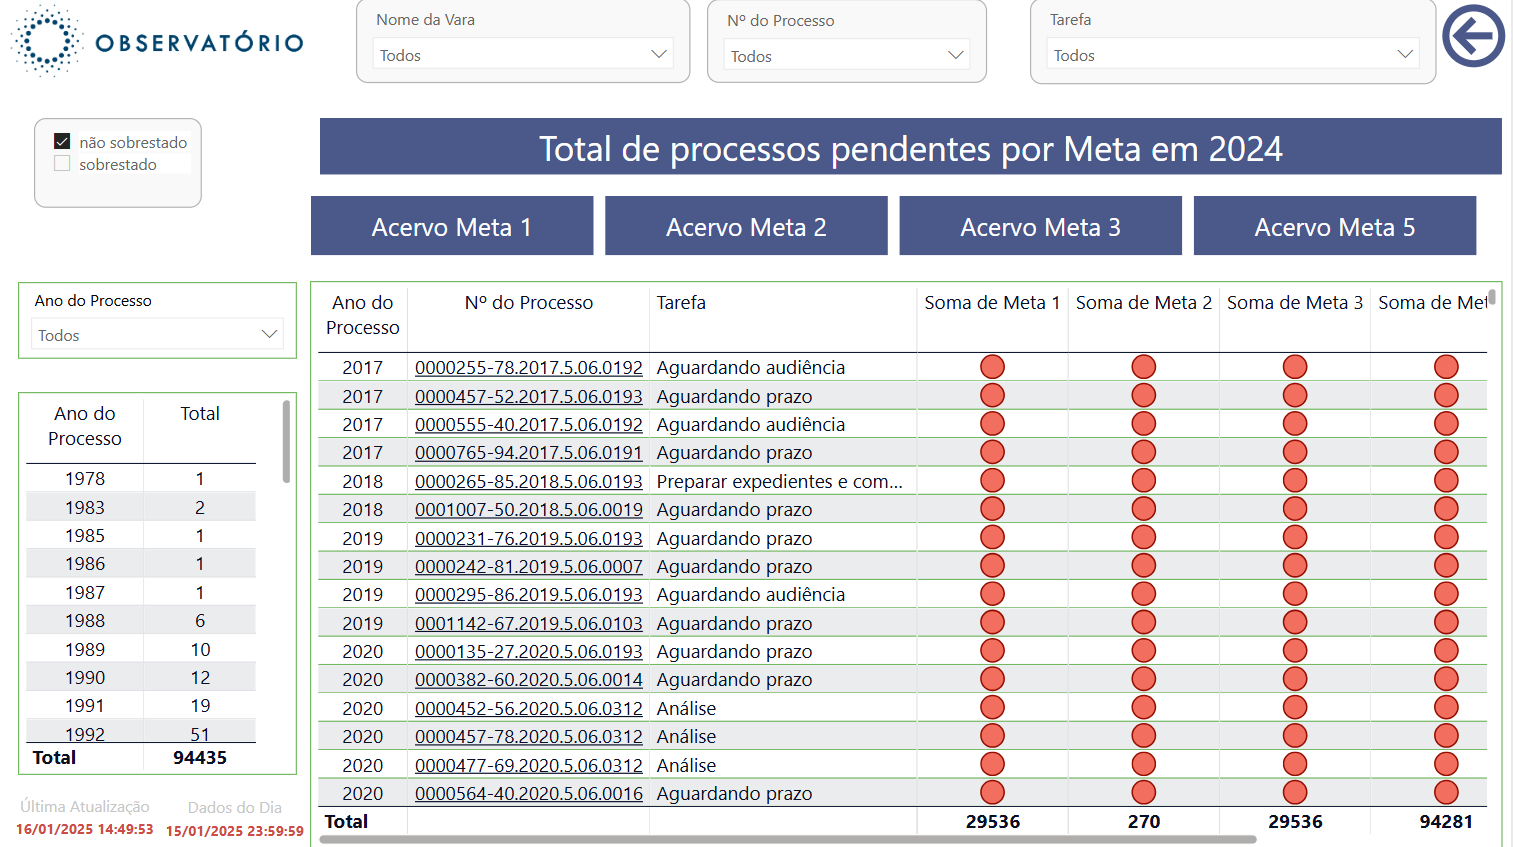 OBSERVATÓRIO
Nome da Vara
Todos
Nº do Processo
Todos
Tarefa
Todos
não sobrestado
sobrestado
Total de processos pendentes por Meta em 2024
Acervo Meta 1 Acervo Meta 2 Acervo Meta 3 Acervo Meta 5
Ano do Processo
Todos
Ano do Processo Total
1978 1
1983 2
1985 1
1986 1
1987 1
1988 6
1989 10
1990 12
1991 19
1992 51
Total 94435
Última Atualização
16/01/2025 14:49:53
Dados do Dia
15/01/2025 23:59:59
Ano do Processo Nº do Processo Tarefa Soma de Meta 1 Soma de Meta 2 Soma de Meta 3 Soma de Met
2017 0000255-78.2017.5.06.0192 Aguardando audiência
2017 0000457-52.2017.5.06.0193 Aguardando prazo
2017 0000555-40.2017.5.06.0192 Aguardando audiência
2017 0000765-94.2017.5.06.0191 Aguardando prazo
2018 0000265-85.2018.5.06.0193 Preparar expedientes e com...
2018 0001007-50.2018.5.06.0019 Aguardando prazo
2019 0000231-76.2019.5.06.0193 Aguardando prazo
2019 0000242-81.2019.5.06.0007 Aguardando prazo
2019 0000295-86.2019.5.06.0193 Aguardando audiência
2019 0001142-67.2019.5.06.0103 Aguardando prazo
2020 0000135-27.2020.5.06.0193 Aguardando prazo
2020 0000382-60.2020.5.06.0014 Aguardando prazo
2020 0000452-56.2020.5.06.0312 Análise
2020 0000457-78.2020.5.06.0312 Análise
2020 0000477-69.2020.5.06.0312 Análise
2020 0000564-40.2020.5.06.0016 Aguardando prazo
Total 29536 270 29536 94281